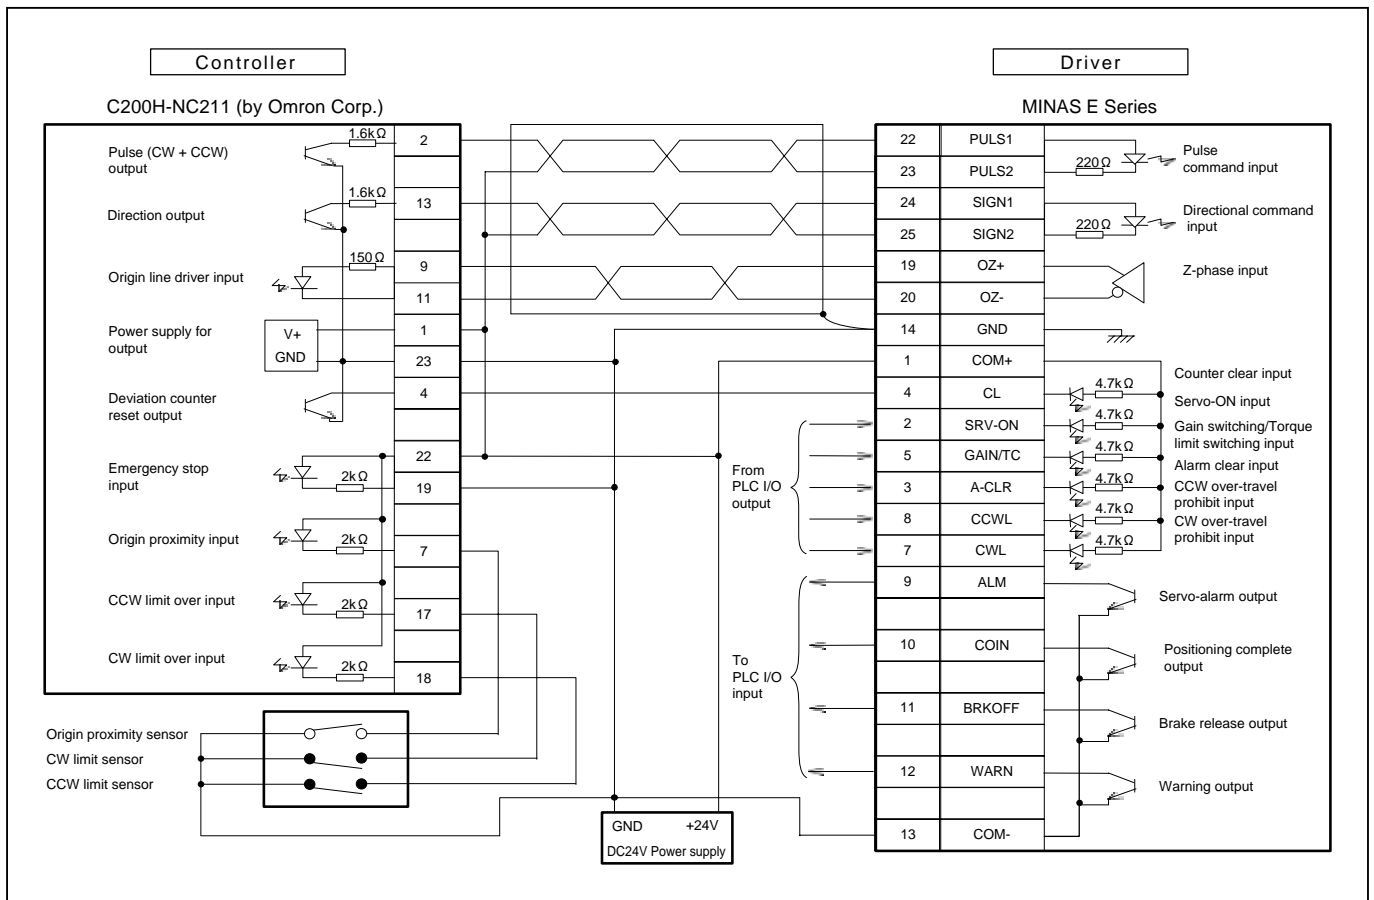 Controller
Driver
C200H-NC211 (by Omron Corp.)
MINAS E Series
Pulse (CW + CCW)
output
1.6kΩ
2
Direction output
1.6kΩ
13
Origin line driver input
150Ω
9
11
Power supply for
output
V+
GND
1
23
Deviation counter
reset output
4
Emergency stop
input
22
2kΩ
19
Origin proximity input
2kΩ
7
CCW limit over input
2kΩ
17
CW limit over input
2kΩ
18
Origin proximity sensor
CW limit sensor
CCW limit sensor
GND
+24V
DC24V Power supply
From
PLC I/O
output
To
PLC I/O
input
22 PULS1
23 PULS2
24 SIGN1
25 SIGN2
19 OZ+
20 OZ-
14 GND
1 COM+
4 CL
2 SRV-ON
5 GAIN/TC
3 A-CLR
8 CCWL
7 CWL
9 ALM
10 COIN
11 BRKOFF
12 WARN
13 COM-
220Ω
Pulse
command input
220Ω
Directional command
input
Z-phase input
Counter clear input
4.7kΩ
Servo-ON input
4.7kΩ
Gain switching/Torque
limit switching input
4.7kΩ
Alarm clear input
4.7kΩ
CCW over-travel
prohibit input
4.7kΩ
CW over-travel
prohibit input
4.7kΩ
Servo-alarm output
Positioning complete
output
Brake release output
Warning output